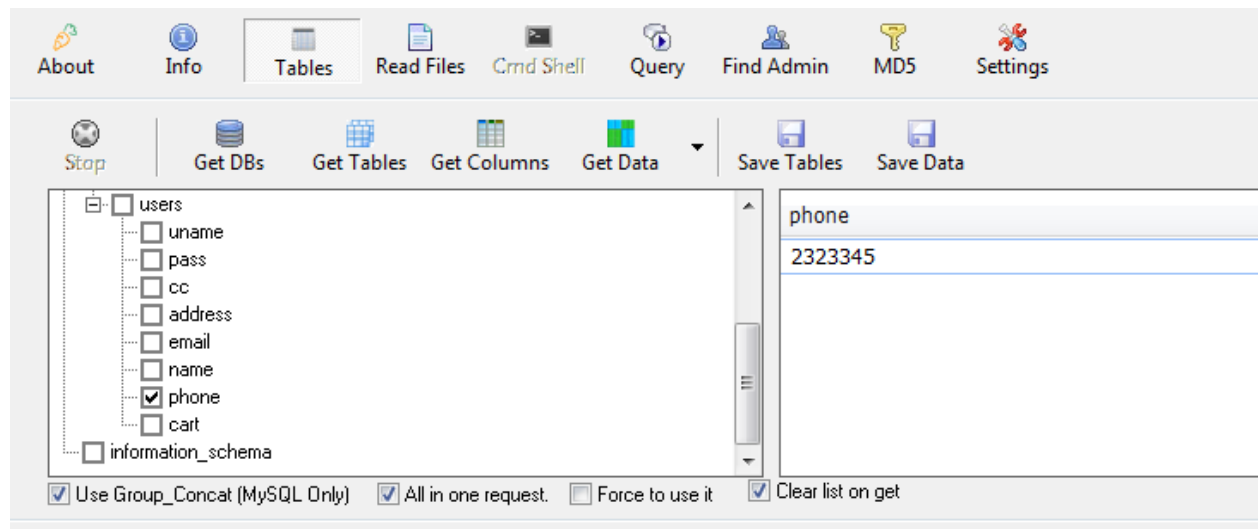 About Info Tables Read Files Cmd Shell Query Find Admin MD5 Settings
Stop Get DBs Get Tables Get Columns Get Data Save Tables Save Data
users
uname
pass
cc
address
email
name
phone
cart
information_schema
phone
2323345
Use Group_Concat (MySQL Only) All in one request. Force to use it Clear list on get